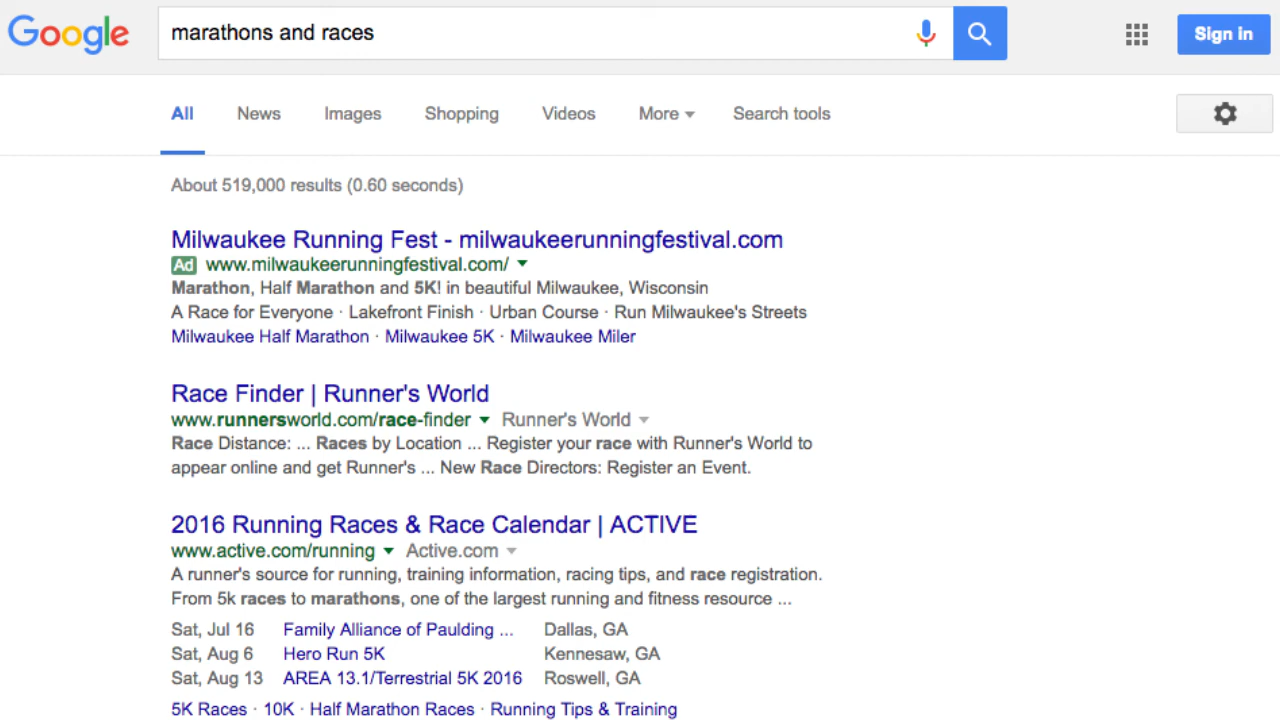 Google
marathons and races
Sign in
All News Images Shopping Videos More Search tools
About 519,000 results (0.60 seconds)
Milwaukee Running Fest - milwaukeerunningfestival.com
Ad www.milwaukeerunningfestival.com/
Marathon, Half Marathon and 5K! in beautiful Milwaukee, Wisconsin
A Race for Everyone · Lakefront Finish · Urban Course · Run Milwaukee's Streets
Milwaukee Half Marathon · Milwaukee 5K · Milwaukee Miler
Race Finder | Runner's World
www.runnersworld.com/race-finder Runner's World
Race Distance: ... Races by Location ... Register your race with Runner's World to
appear online and get Runner's ... New Race Directors: Register an Event.
2016 Running Races & Race Calendar | ACTIVE
www.active.com/running Active.com
A runner's source for running, training information, racing tips, and race registration.
From 5k races to marathons, one of the largest running and fitness resource ...
Sat, Jul 16 Family Alliance of Paulding ... Dallas, GA
Sat, Aug 6 Hero Run 5K Kennesaw, GA
Sat, Aug 13 AREA 13.1/Terrestrial 5K 2016 Roswell, GA
5K Races · 10K · Half Marathon Races · Running Tips & Training